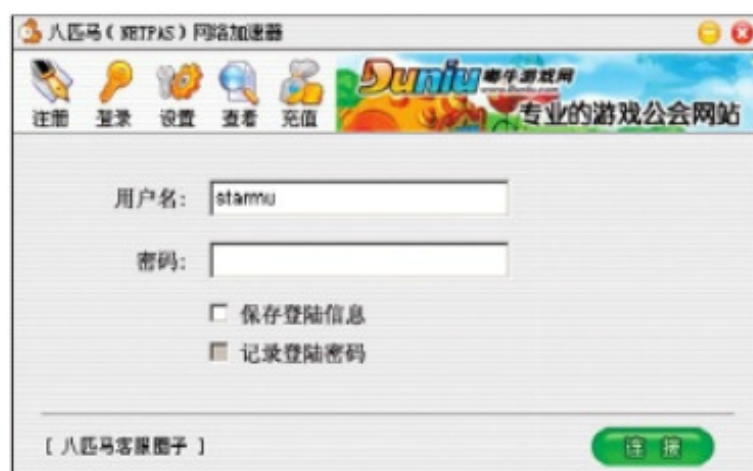 八匹马(NETPAS)网络加速器
注册 登录 设置 查看 充值
Duniu 嘟牛游戏网
www.Duniu.com
专业的游戏公会网站
用户名: starmu
密码:
保存登陆信息
记录登陆密码
[ 八匹马客服圈子 ]
连 接